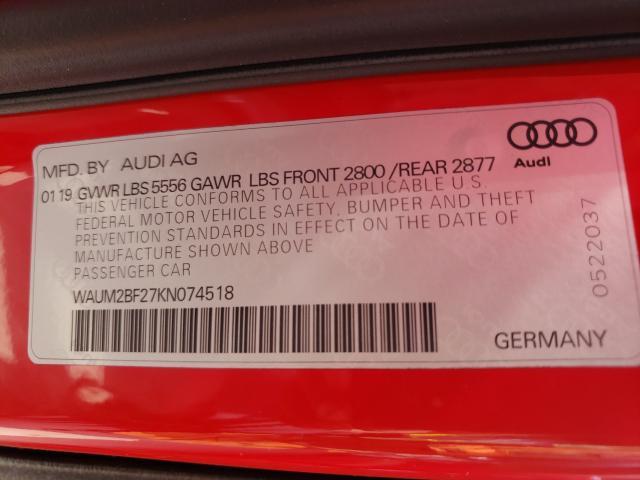 MFD. BY AUDI AG
Audi
01 19 GVWR LBS 5556 GAWR LBS FRONT 2800 / REAR 2877
THIS VEHICLE CONFORMS TO ALL APPLICABLE U.S.
FEDERAL MOTOR VEHICLE SAFETY, BUMPER AND THEFT
PREVENTION STANDARDS IN EFFECT ON THE DATE OF
MANUFACTURE SHOWN ABOVE
PASSENGER CAR
0522037
WAUM2BF27KN074518
GERMANY